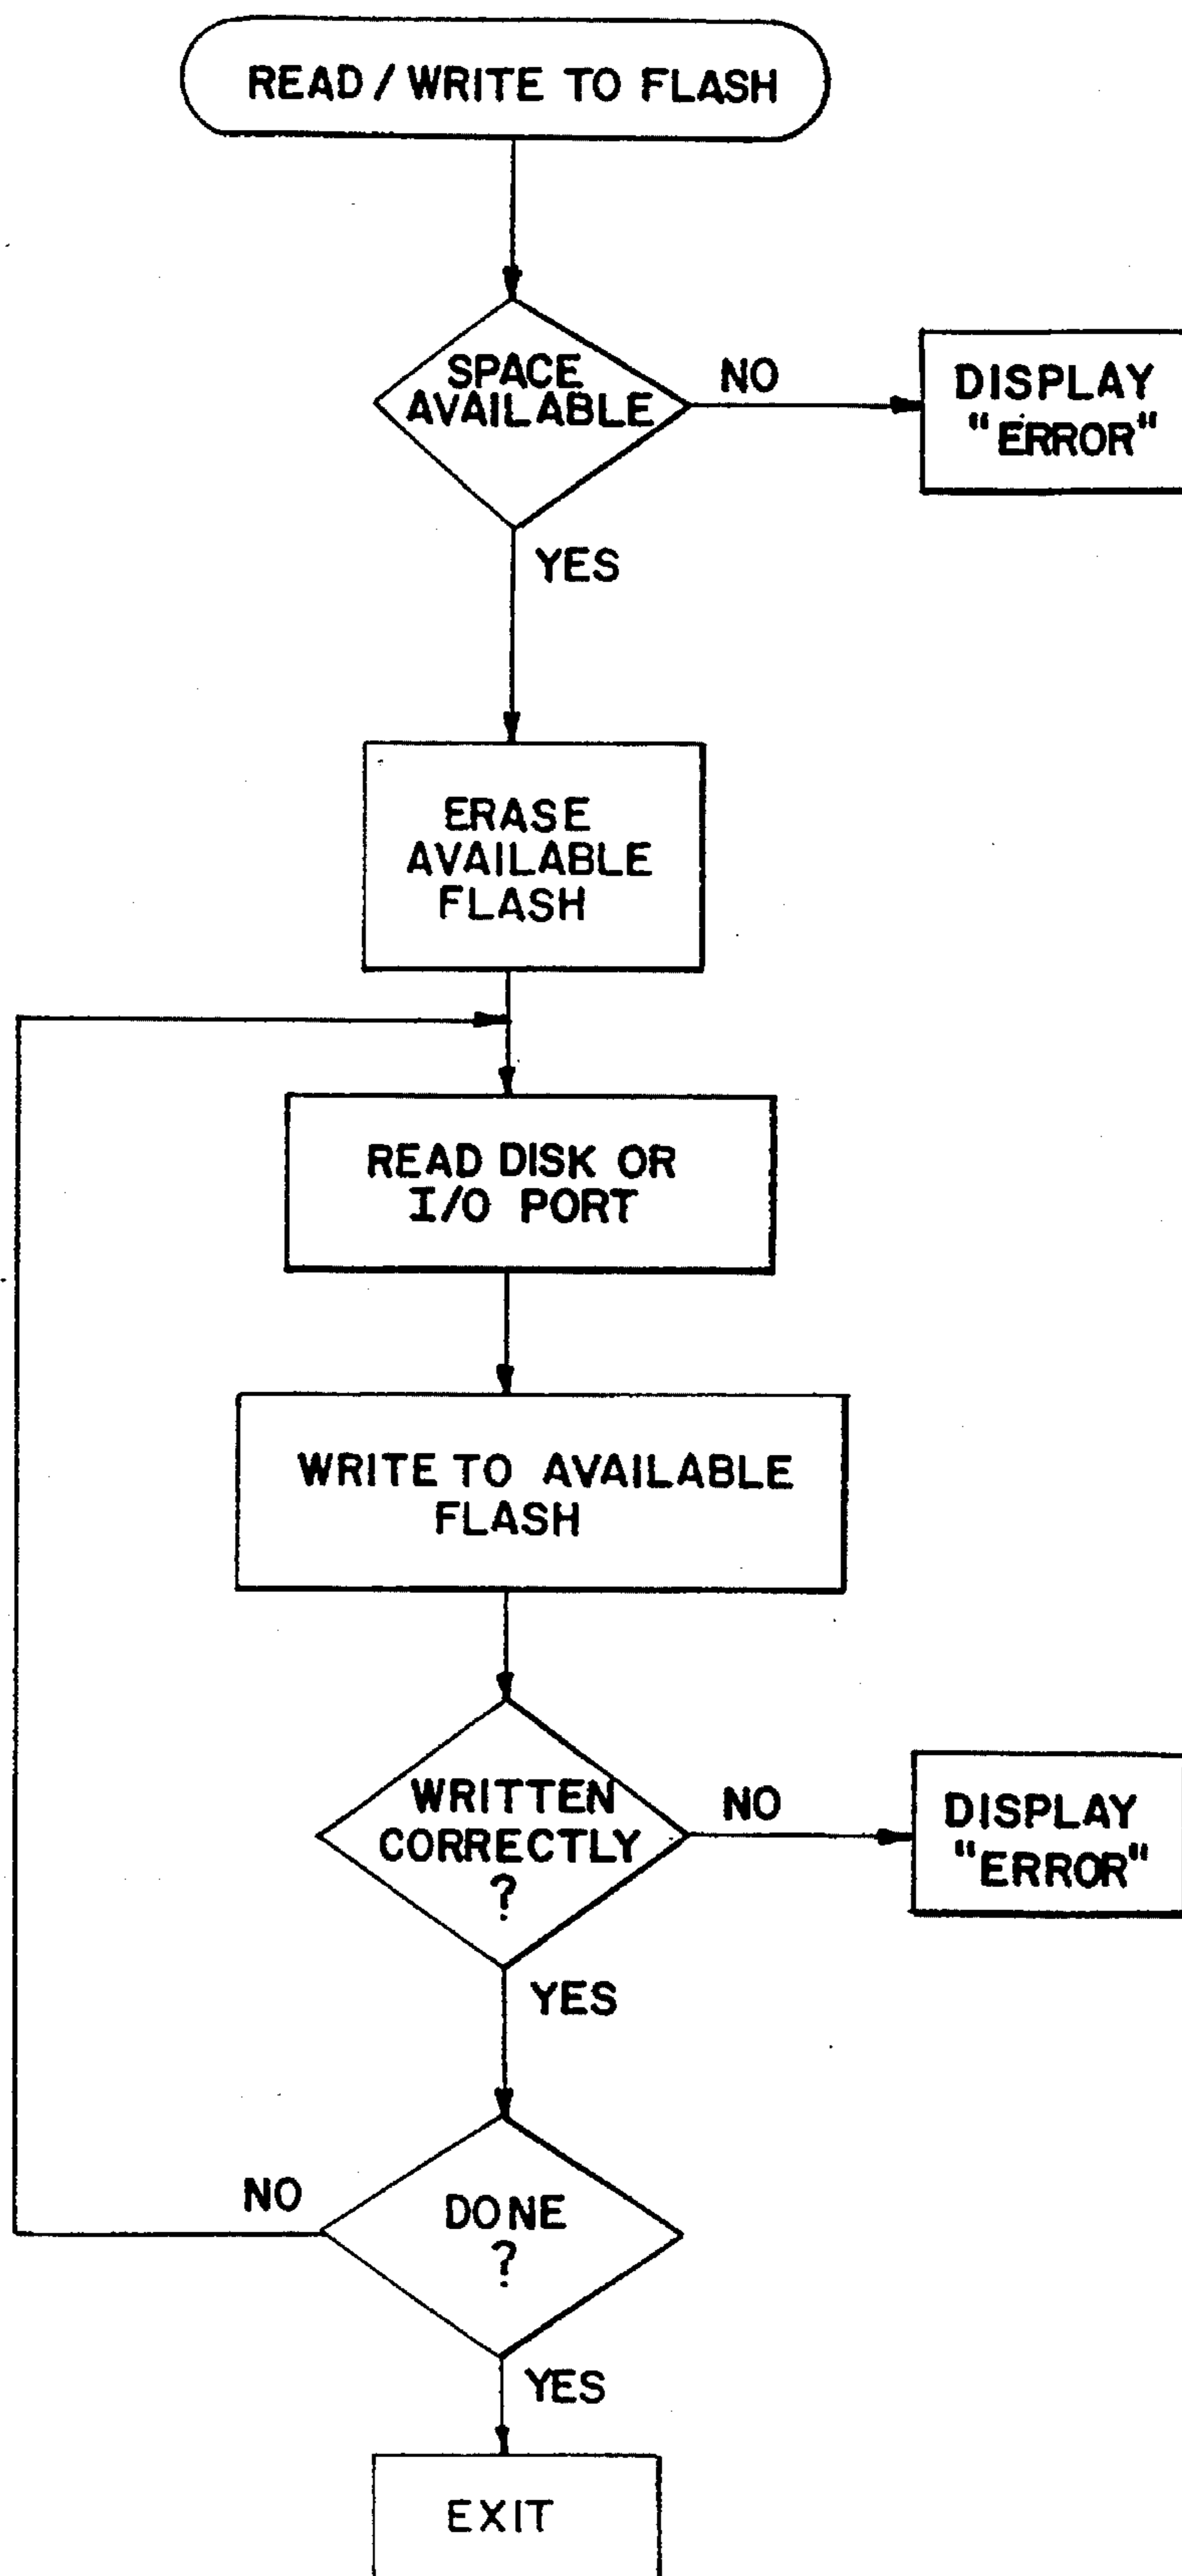 READ / WRITE TO FLASH
SPACE
AVAILABLE
NO
DISPLAY
"ERROR"
YES
ERASE
AVAILABLE
FLASH
READ DISK OR
I/O PORT
WRITE TO AVAILABLE
FLASH
WRITTEN
CORRECTLY
?
NO
DISPLAY
"ERROR"
YES
DONE
?
NO
YES
EXIT